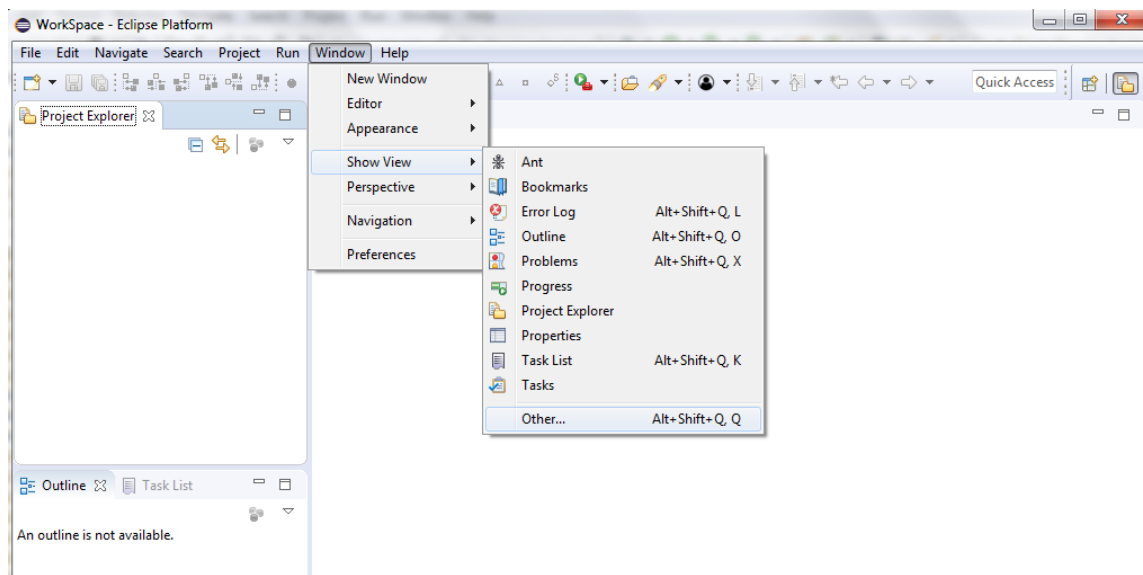 WorkSpace - Eclipse Platform
File Edit Navigate Search Project Run Window Help
Quick Access
Project Explorer
New Window
Editor
Appearance
Show View
Perspective
Navigation
Preferences
Ant
Bookmarks
Error Log Alt+Shift+Q, L
Outline Alt+Shift+Q, O
Problems Alt+Shift+Q, X
Progress
Project Explorer
Properties
Task List Alt+Shift+Q, K
Tasks
Other... Alt+Shift+Q, Q
Outline Task List
An outline is not available.